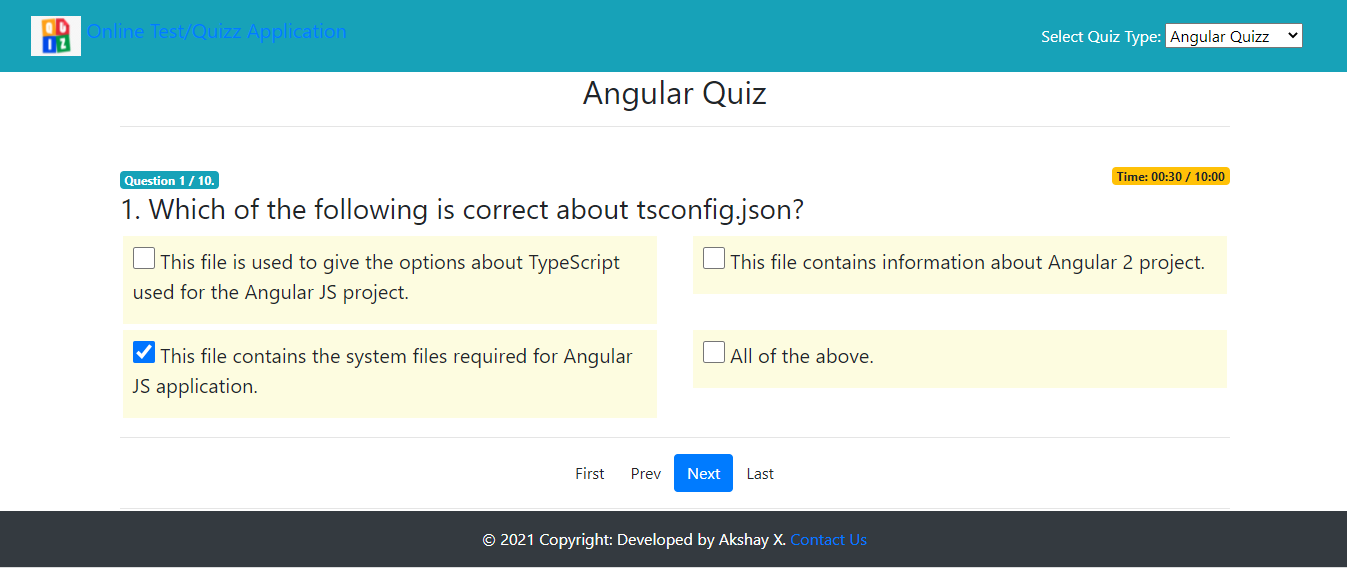 QUIZ Online Test/Quizz Application
Select Quiz Type: Angular Quizz
Angular Quiz
Question 1 / 10.
Time: 00:30 / 10:00
1. Which of the following is correct about tsconfig.json?
This file is used to give the options about TypeScript
used for the Angular JS project.
This file contains information about Angular 2 project.
This file contains the system files required for Angular
JS application.
All of the above.
First Prev Next Last
© 2021 Copyright: Developed by Akshay X. Contact Us